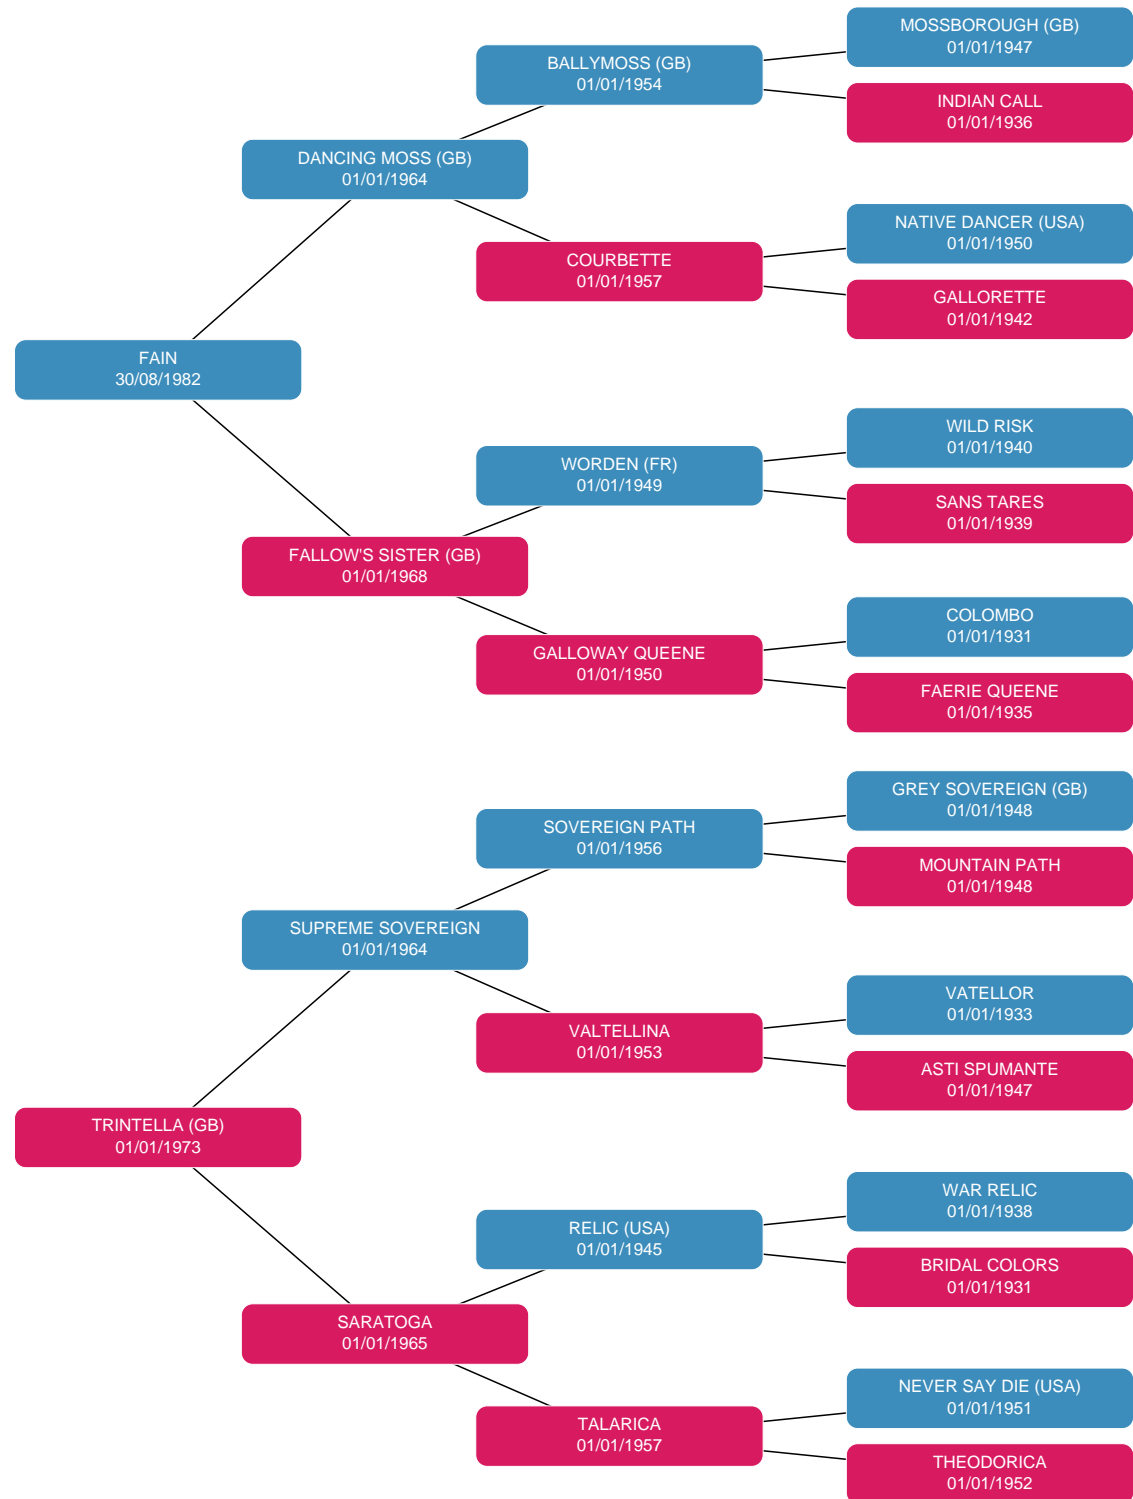 MOSSBOROUGH (GB)
01/01/1947
BALLYMOSS (GB)
01/01/1954
INDIAN CALL
01/01/1936
DANCING MOSS (GB)
01/01/1964
NATIVE DANCER (USA)
01/01/1950
COURBETTE
01/01/1957
GALLORETTE
01/01/1942
FAIN
30/08/1982
WILD RISK
01/01/1940
WORDEN (FR)
01/01/1949
SANS TARES
01/01/1939
FALLOW'S SISTER (GB)
01/01/1968
COLOMBO
01/01/1931
GALLOWAY QUEENE
01/01/1950
FAERIE QUEENE
01/01/1935
GREY SOVEREIGN (GB)
01/01/1948
SOVEREIGN PATH
01/01/1956
MOUNTAIN PATH
01/01/1948
SUPREME SOVEREIGN
01/01/1964
VATELLOR
01/01/1933
VALTELLINA
01/01/1953
ASTI SPUMANTE
01/01/1947
TRINTELLA (GB)
01/01/1973
WAR RELIC
01/01/1938
RELIC (USA)
01/01/1945
BRIDAL COLORS
01/01/1931
SARATOGA
01/01/1965
NEVER SAY DIE (USA)
01/01/1951
TALARICA
01/01/1957
THEODORICA
01/01/1952